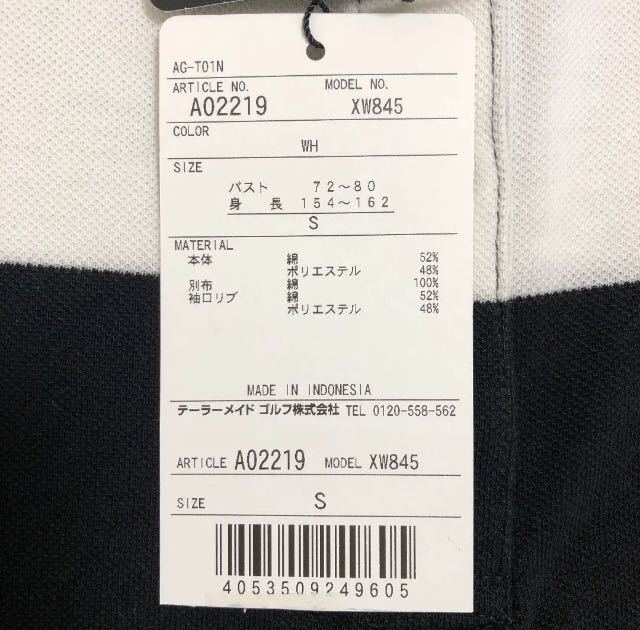 AG-T01N
ARTICLE NO. MODEL NO.
A02219 XW845
COLOR
WH
SIZE
バスト 72～80
身 長 154～162
S
MATERIAL
本体 綿 52%
ポリエステル 48%
別布 綿 100%
袖口リブ 綿 52%
ポリエステル 48%
MADE IN INDONESIA
テーラーメイド ゴルフ株式会社 TEL 0120-558-562
ARTICLE A02219 MODEL XW845
SIZE S
4053509249605